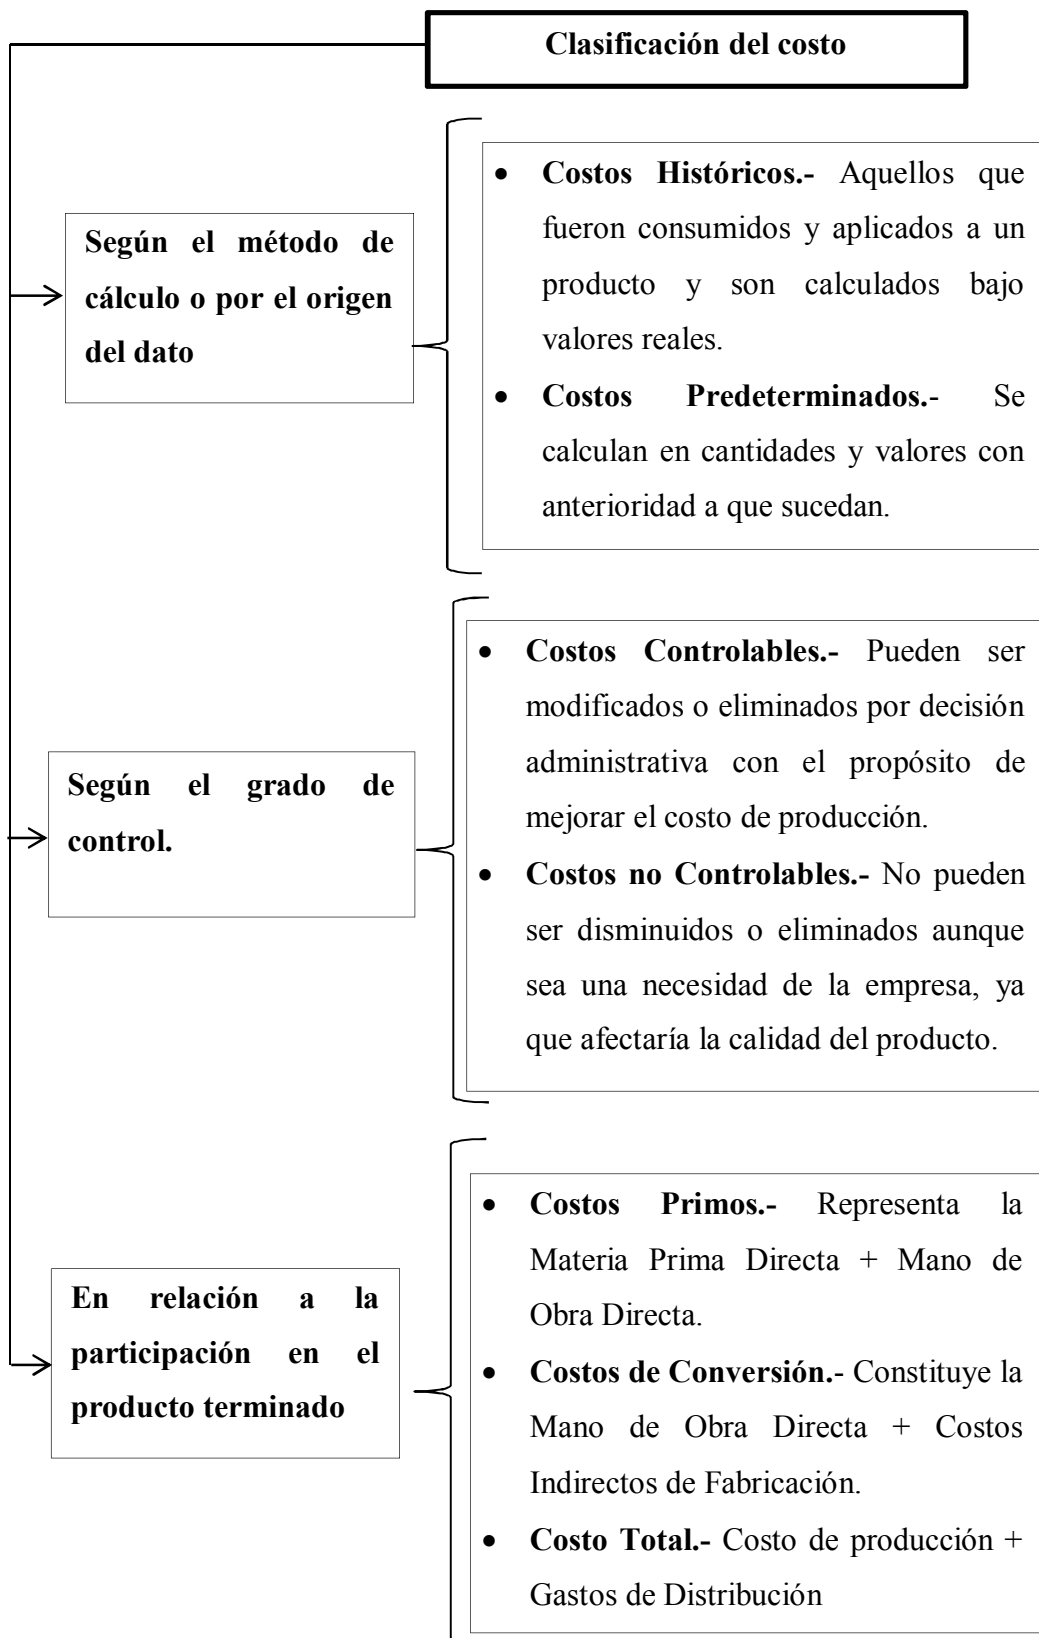 Clasificación del costo
Según el método de
cálculo o por el origen
del dato
• Costos Históricos.- Aquellos que
fueron consumidos y aplicados a un
producto y son calculados bajo
valores reales.
• Costos Predeterminados.- Se
calculan en cantidades y valores con
anterioridad a que sucedan.
Según el grado de
control.
• Costos Controlables.- Pueden ser
modificados o eliminados por decisión
administrativa con el propósito de
mejorar el costo de producción.
• Costos no Controlables.- No pueden
ser disminuidos o eliminados aunque
sea una necesidad de la empresa, ya
que afectaría la calidad del producto.
En relación a la
participación en el
producto terminado
• Costos Primos.- Representa la
Materia Prima Directa + Mano de
Obra Directa.
• Costos de Conversión.- Constituye la
Mano de Obra Directa + Costos
Indirectos de Fabricación.
• Costo Total.- Costo de producción +
Gastos de Distribución